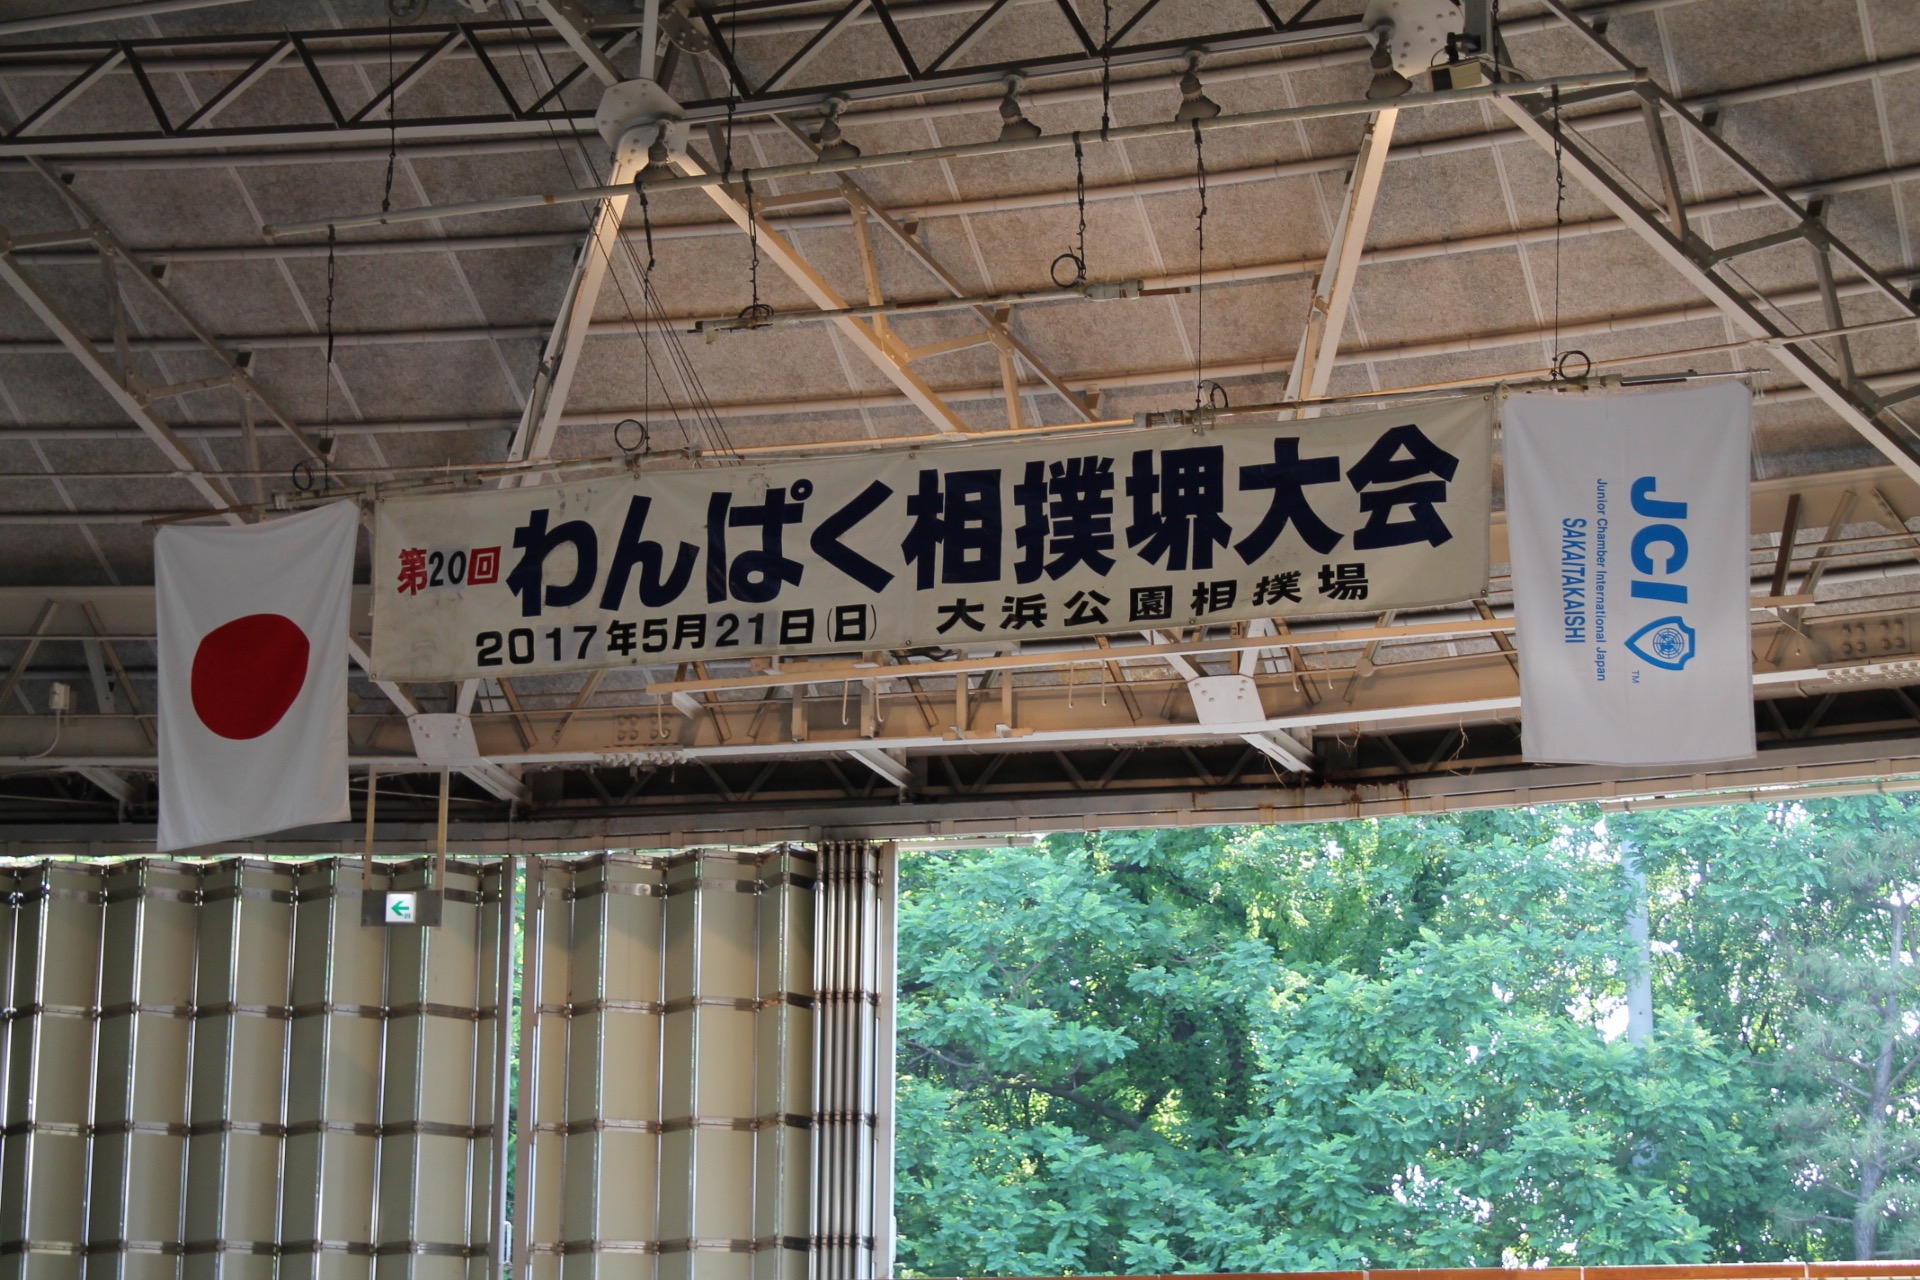 第20回 わんぱく相撲堺大会
2017年5月21日(日) 大浜公園相撲場
JCI TM
Junior Chamber International Japan
SAKAITAKAISHI